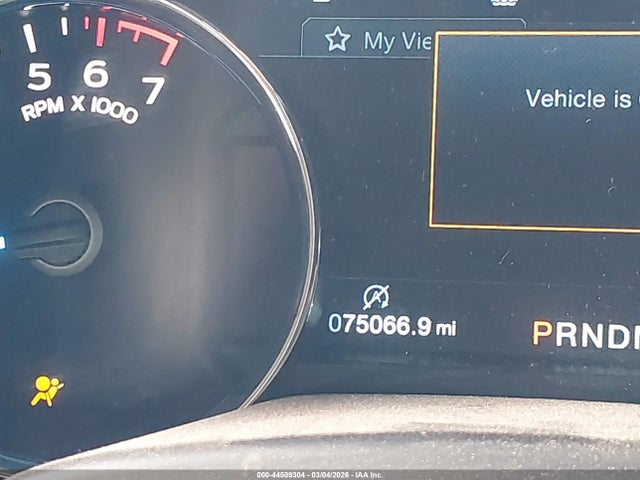 My Vie
5 6 7
RPM X 1000
Vehicle is
075066.9 mi
PRNDM
000-44509304 - 03/04/2026 - IAA Inc.